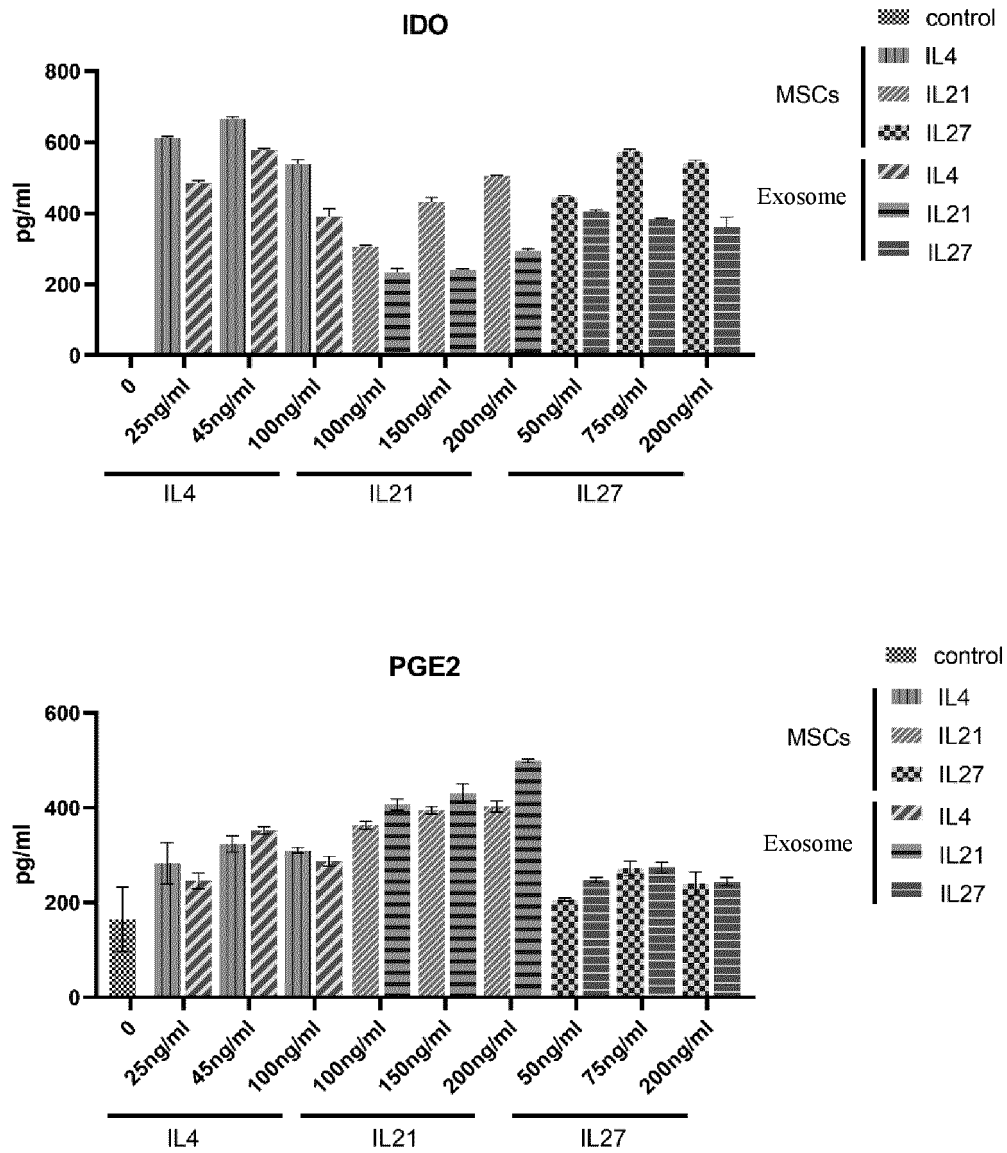 IDO
control
MSCs
IL4
IL21
IL27
Exosome
IL4
IL21
IL27
pg/ml
800
600
400
200
0
0
25ng/ml
45ng/ml
100ng/ml
100ng/ml
150ng/ml
200ng/ml
50ng/ml
75ng/ml
200ng/ml
IL4
IL21
IL27
PGE2
control
MSCs
IL4
IL21
IL27
Exosome
IL4
IL21
IL27
pg/ml
600
400
200
0
0
25ng/ml
45ng/ml
100ng/ml
100ng/ml
150ng/ml
200ng/ml
50ng/ml
75ng/ml
200ng/ml
IL4
IL21
IL27